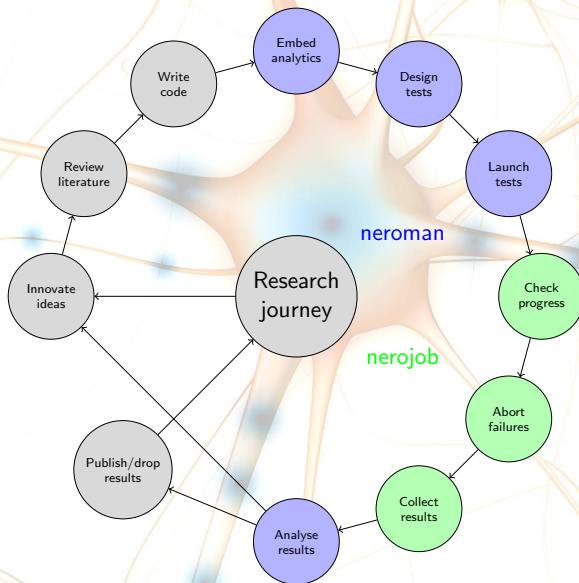 Embed
analytics
Write
code
Design
tests
Review
literature
Launch
tests
neroman
Research
journey
Innovate
ideas
Check
progress
nerojob
Abort
failures
Publish/drop
results
Collect
results
Analyse
results